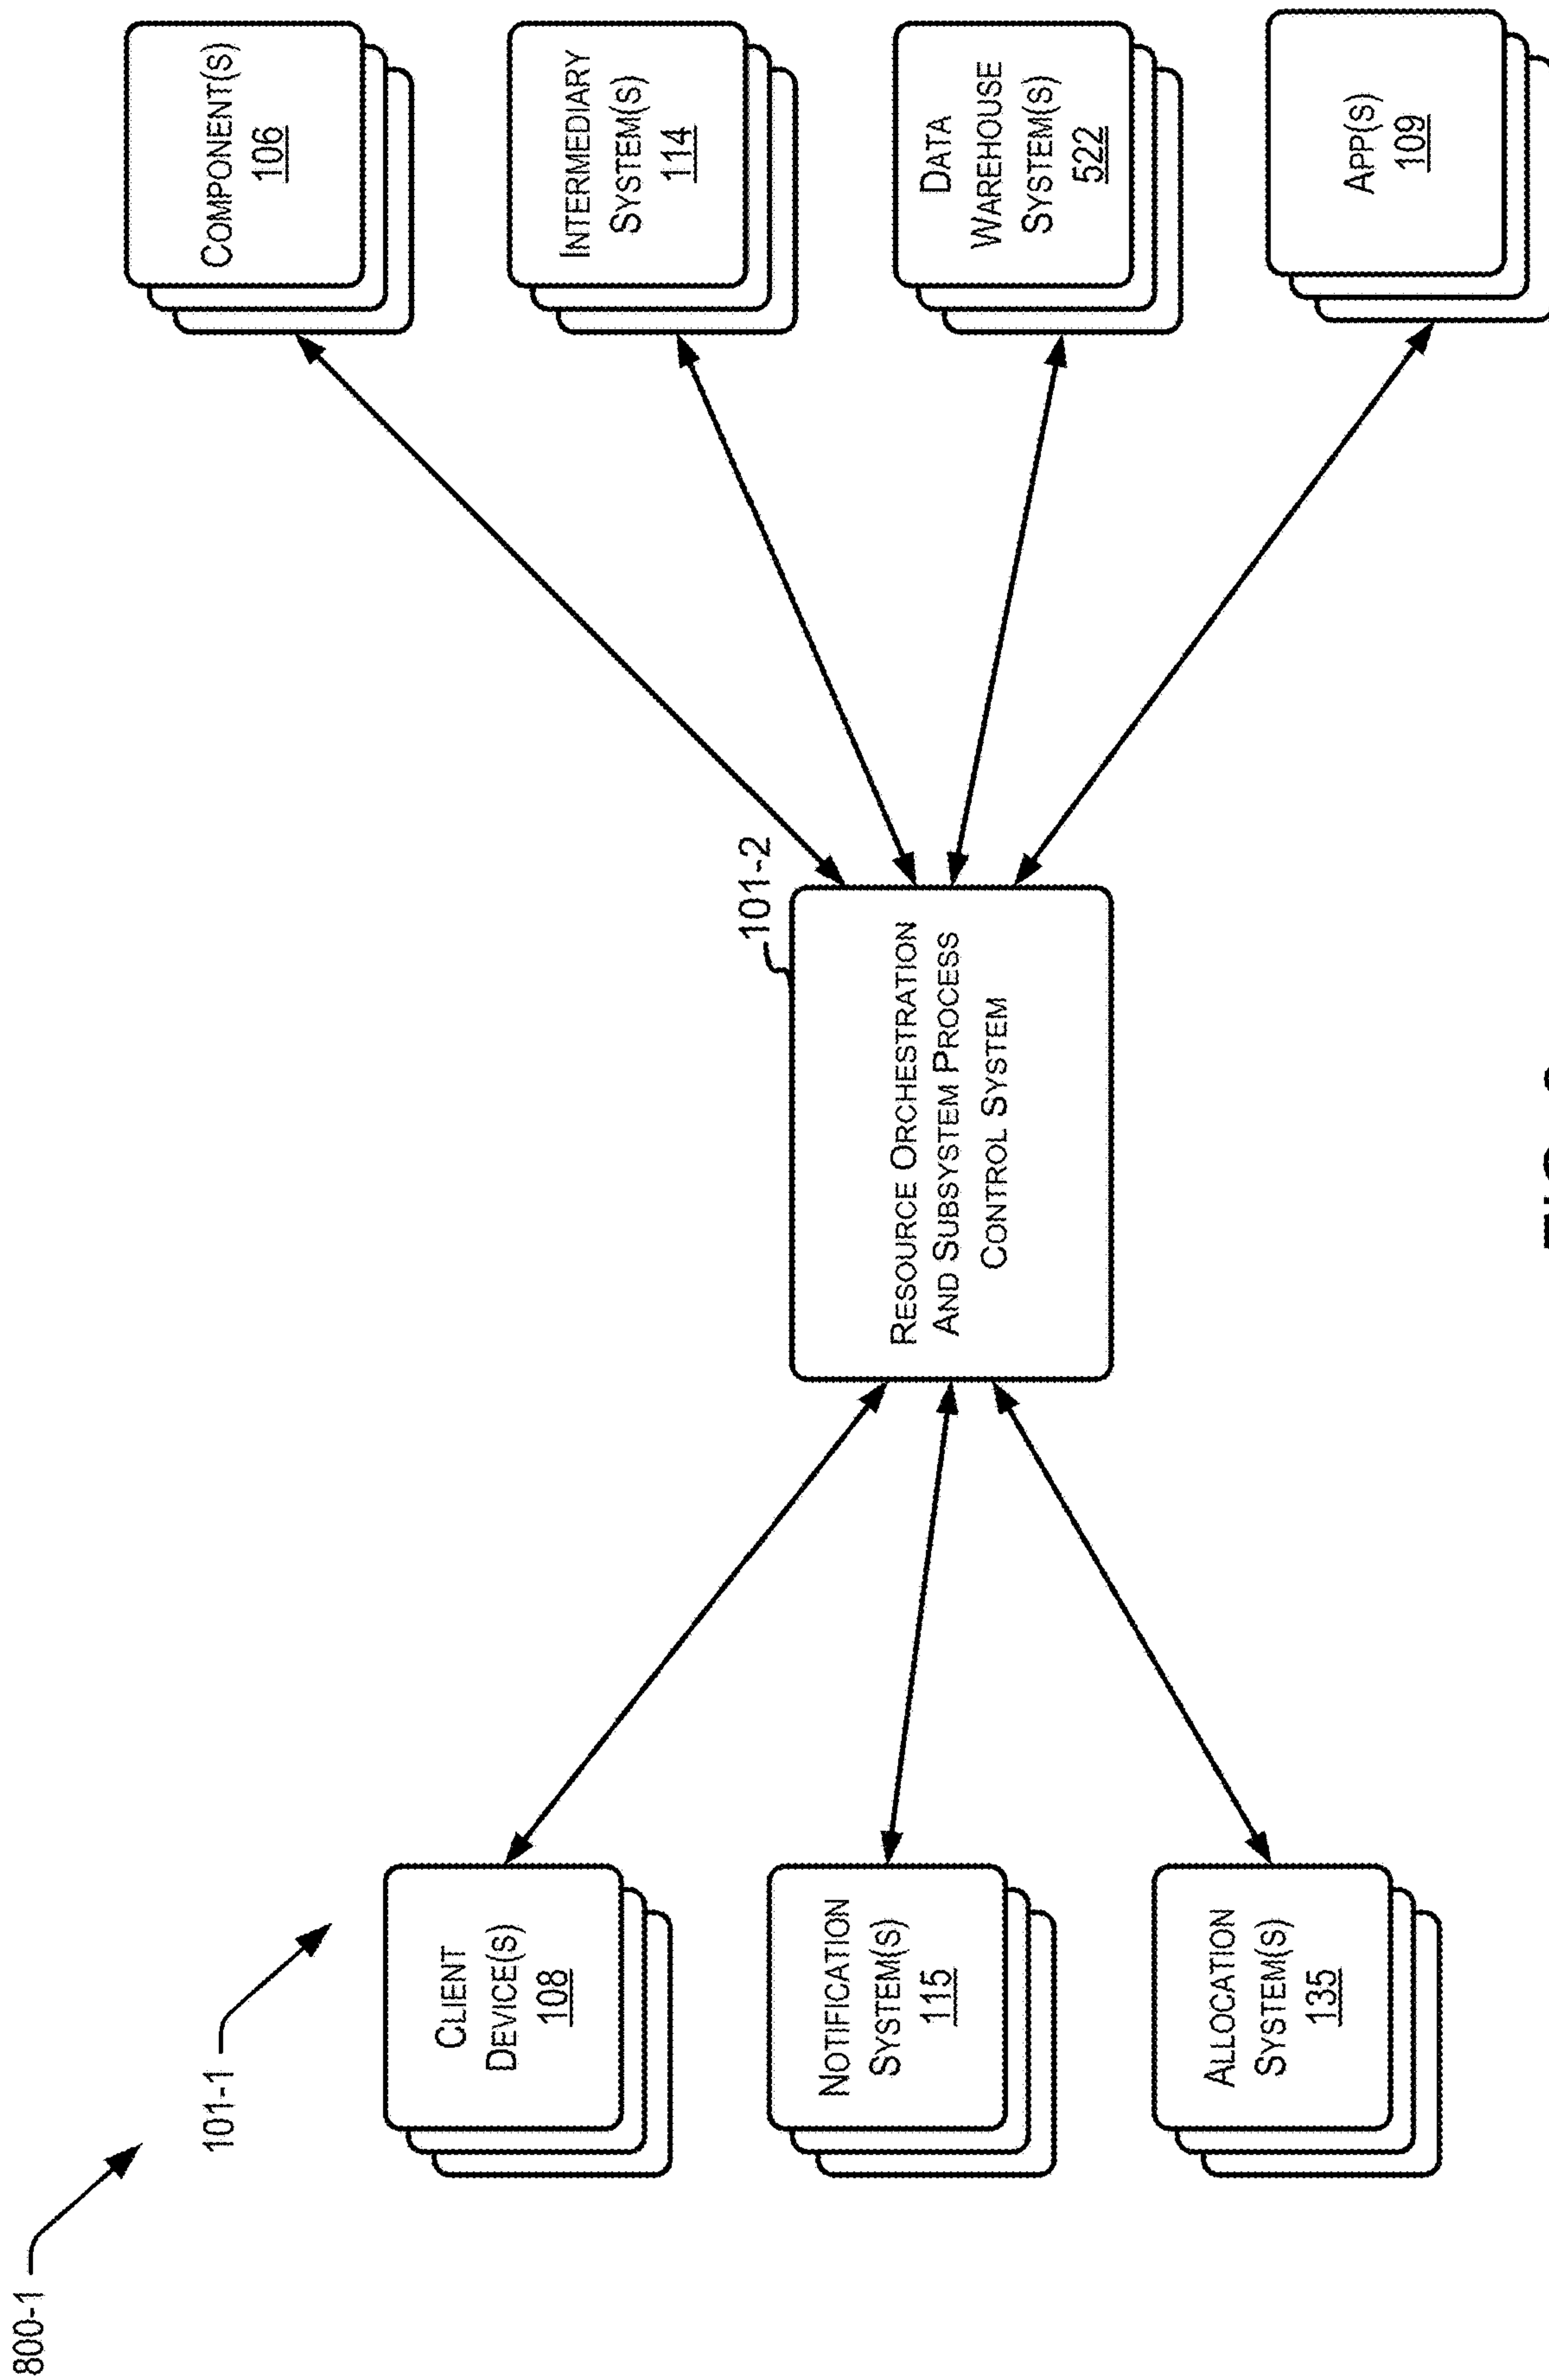 800-1
101-1
CLIENT
DEVICE(S)
108
NOTIFICATION
SYSTEM(S)
115
ALLOCATION
SYSTEM(S)
135
101-2
RESOURCE ORCHESTRATION
AND SUBSYSTEM PROCESS
CONTROL SYSTEM
COMPONENT(S)
106
INTERMEDIARY
SYSTEM(S)
114
DATA
WAREHOUSE
SYSTEM(S)
522
APP(S)
109